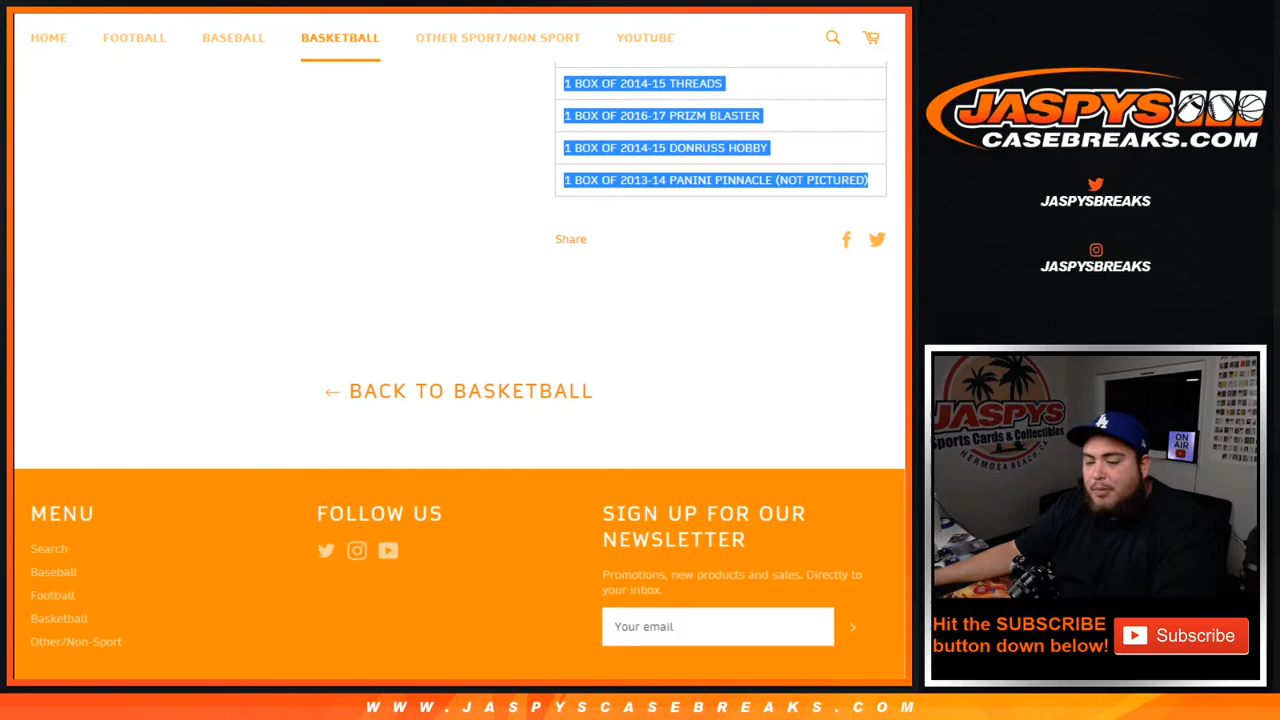 HOME FOOTBALL BASEBALL BASKETBALL OTHER SPORT/NON SPORT YOUTUBE
1 BOX OF 2014-15 THREADS
1 BOX OF 2016-17 PRIZM BLASTER
1 BOX OF 2014-15 DONRUSS HOBBY
1 BOX OF 2013-14 PANINI PINNACLE (NOT PICTURED)
Share
← BACK TO BASKETBALL
MENU
Search
Baseball
Football
Basketball
Other/Non-Sport
FOLLOW US
SIGN UP FOR OUR
NEWSLETTER
Promotions, new products and sales. Directly to
your inbox.
Your email
JASPYS
CASEBREAKS.COM
JASPYSBREAKS
JASPYSBREAKS
JASPYS
Sports Cards & Collectibles
HERMOSA BEACH CA
LA
ON
AIR
Hit the SUBSCRIBE
button down below!
Subscribe
WWW.JASPYSCASEBREAKS.COM